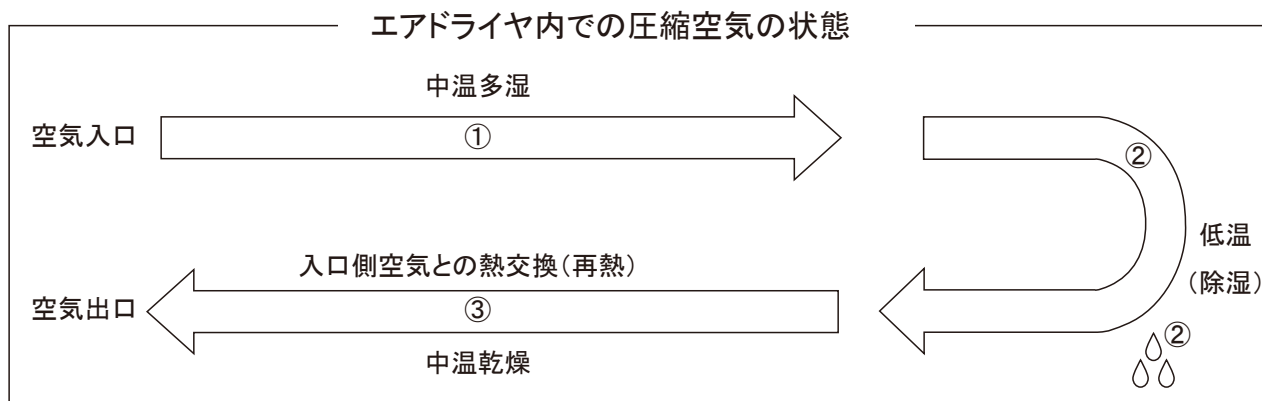 エアドライヤ内での圧縮空気の状態
中温多湿
空気入口
①
②
低温
(除湿)
入口側空気との熱交換(再熱)
空気出口
③
②
中温乾燥